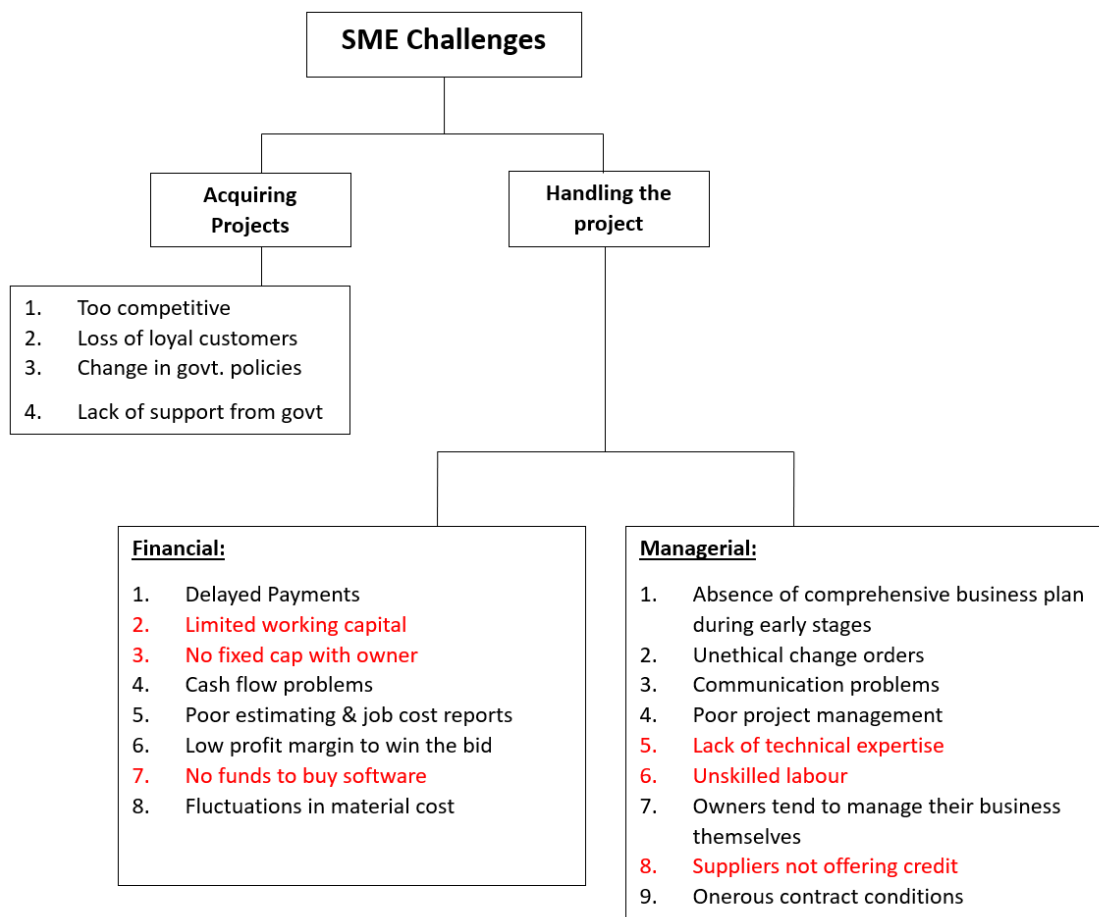 SME Challenges
Acquiring
Projects
Handling the
project
1. Too competitive
2. Loss of loyal customers
3. Change in govt. policies
4. Lack of support from govt
Financial:
1. Delayed Payments
2. Limited working capital
3. No fixed cap with owner
4. Cash flow problems
5. Poor estimating & job cost reports
6. Low profit margin to win the bid
7. No funds to buy software
8. Fluctuations in material cost
Managerial:
1. Absence of comprehensive business plan
during early stages
2. Unethical change orders
3. Communication problems
4. Poor project management
5. Lack of technical expertise
6. Unskilled labour
7. Owners tend to manage their business
themselves
8. Suppliers not offering credit
9. Onerous contract conditions